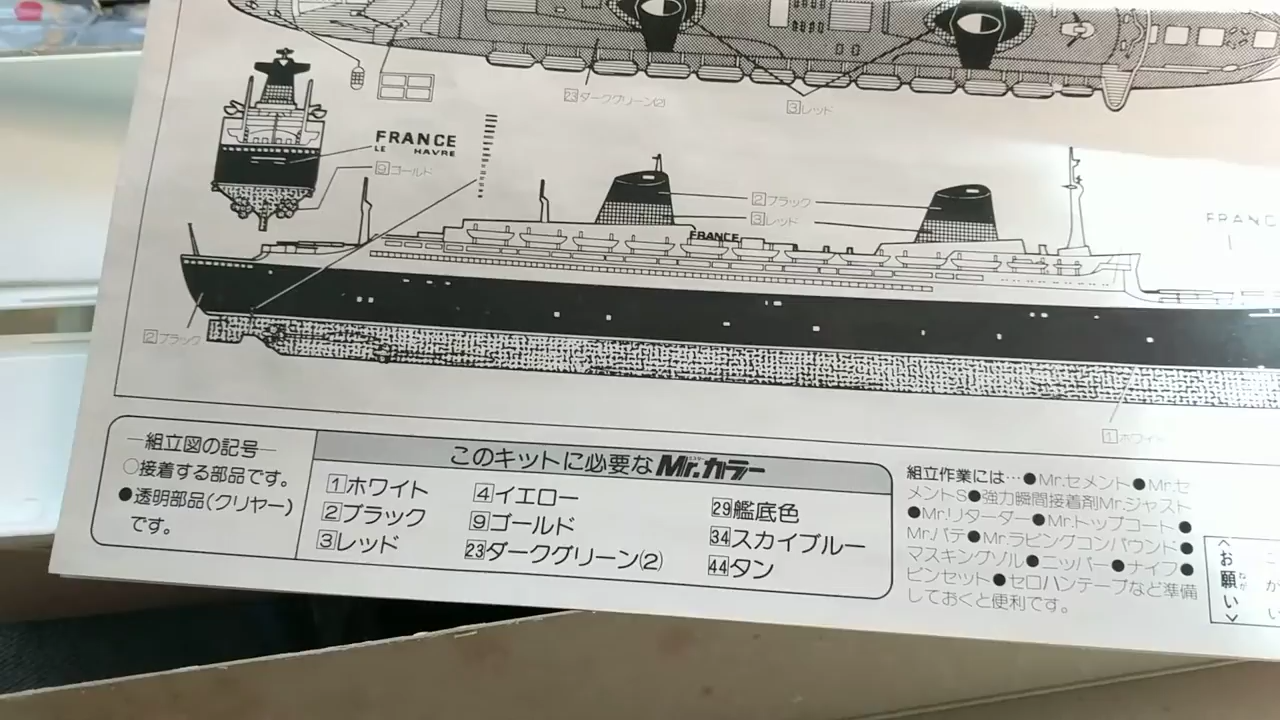 23ダークグリーン(2)
3レッド
FRANCE
LE HAVRE
9ゴールド
2ブラック
3レッド
FRANCE
FRANC
2ブラック
1ホワイト
―組立図の記号―
○接着する部品です。
●透明部品(クリヤー)
です。
このキットに必要なMr.カラー
1ホワイト
2ブラック
3レッド
4イエロー
9ゴールド
23ダークグリーン(2)
29艦底色
34スカイブルー
44タン
組立作業には…●Mr.セメント●Mr.セ
メントS●強力瞬間接着剤Mr.ジャスト
●Mr.リターダー●Mr.トップコート●
Mr.パテ●Mr.ラビングコンパウンド●
マスキングゾル●ニッパー●ナイフ●
ピンセット●セロハンテープなど準備
しておくと便利です。
<お願い>